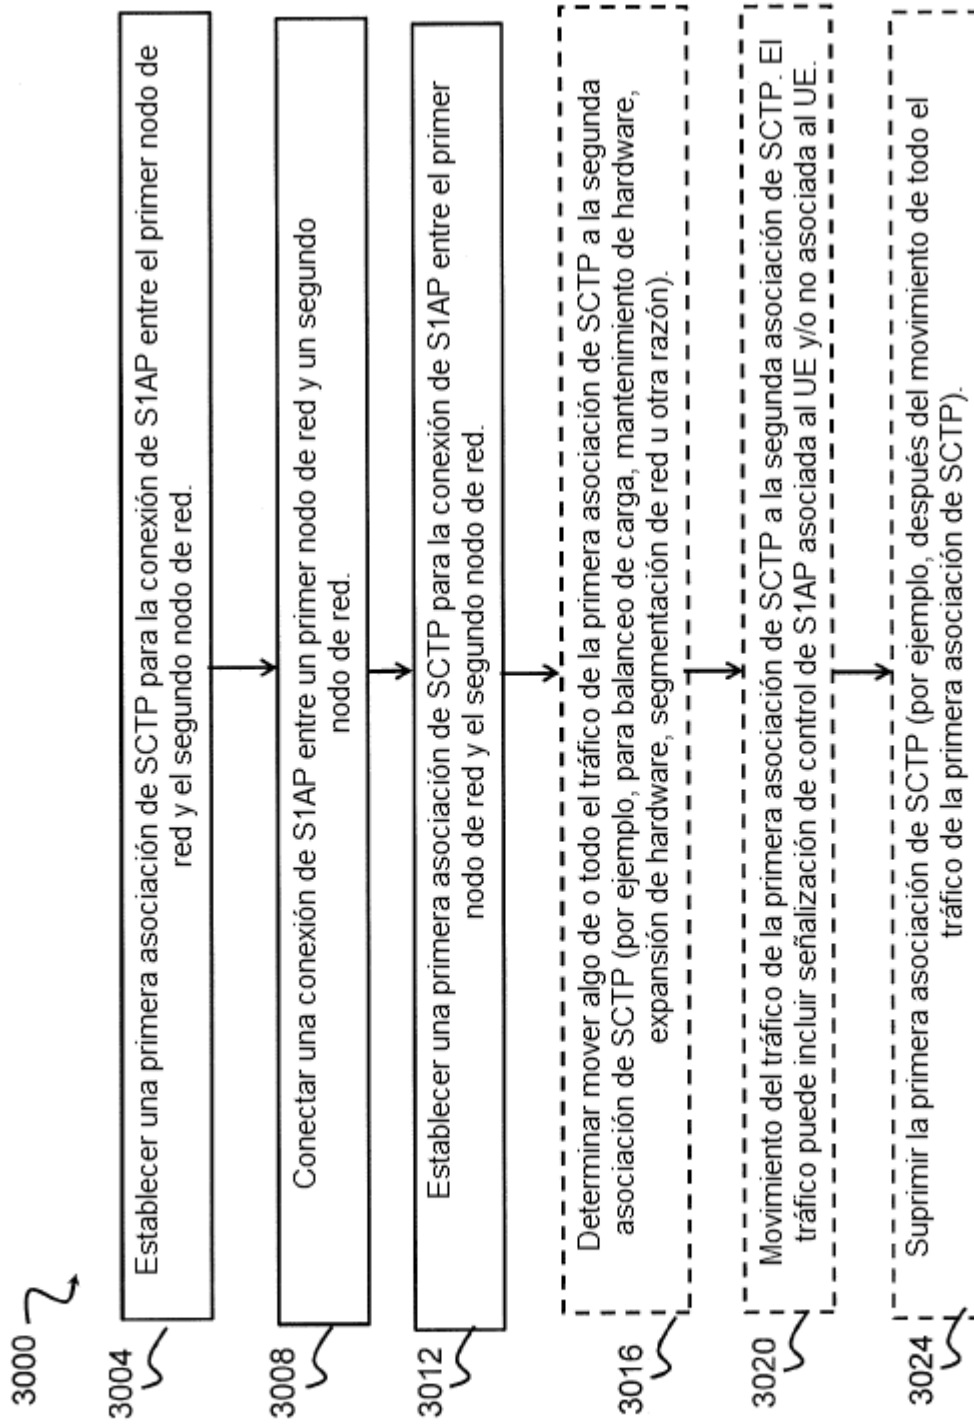 3000
3004
Establecer una primera asociación de SCTP para la conexión de S1AP entre el primer nodo de
red y el segundo nodo de red.
3008
Conectar una conexión de S1AP entre un primer nodo de red y un segundo
nodo de red.
3012
Establecer una primera asociación de SCTP para la conexión de S1AP entre el primer
nodo de red y el segundo nodo de red.
3016
Determinar mover algo de o todo el tráfico de la primera asociación de SCTP a la segunda
asociación de SCTP (por ejemplo, para balanceo de carga, mantenimiento de hardware,
expansión de hardware, segmentación de red u otra razón).
3020
Movimiento del tráfico de la primera asociación de SCTP a la segunda asociación de SCTP. El
tráfico puede incluir señalización de control de S1AP asociada al UE y/o no asociada al UE.
3024
Suprimir la primera asociación de SCTP (por ejemplo, después del movimiento de todo el
tráfico de la primera asociación de SCTP).